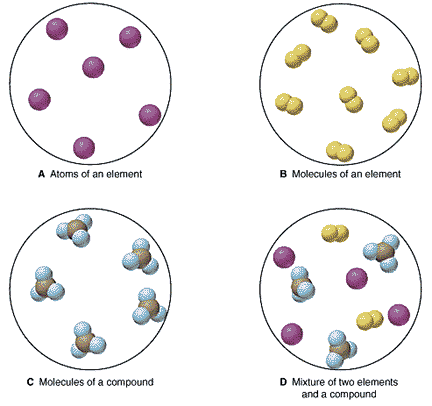 A Atoms of an element
B Molecules of an element
C Molecules of a compound
D Mixture of two elements
and a compound